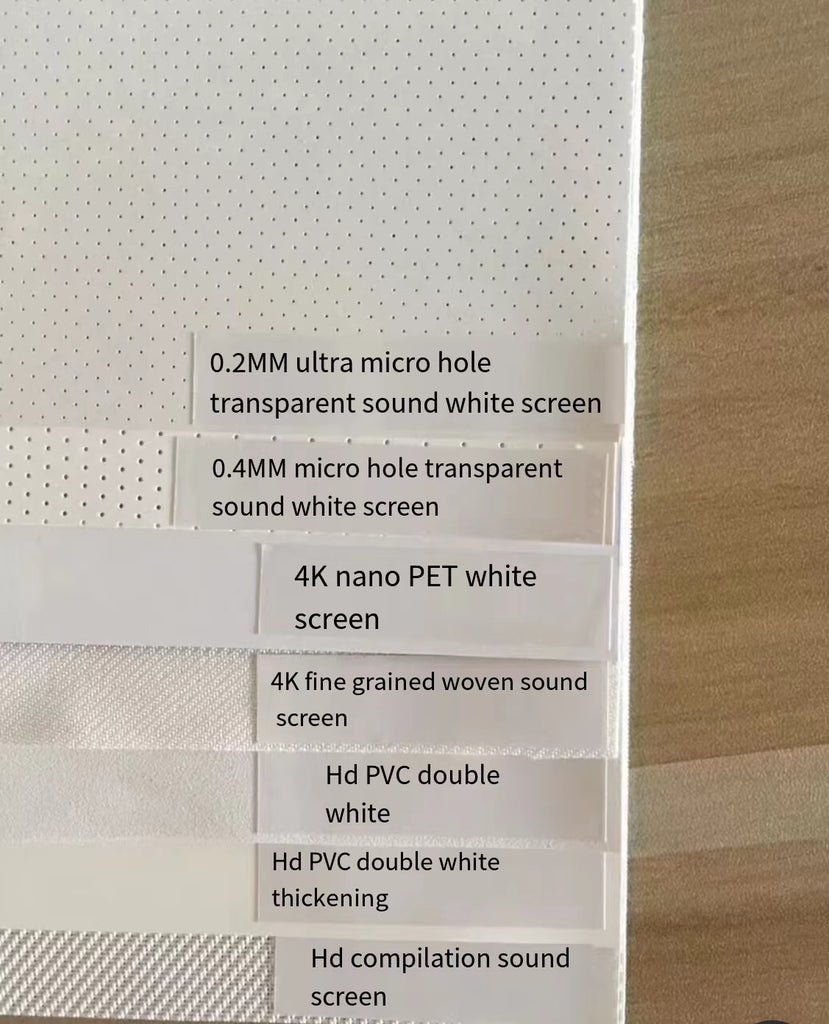 0.2MM ultra micro hole
transparent sound white screen
0.4MM micro hole transparent
sound white screen
4K nano PET white
screen
4K fine grained woven sound
screen
Hd PVC double
white
Hd PVC double white
thickening
Hd compilation sound
screen